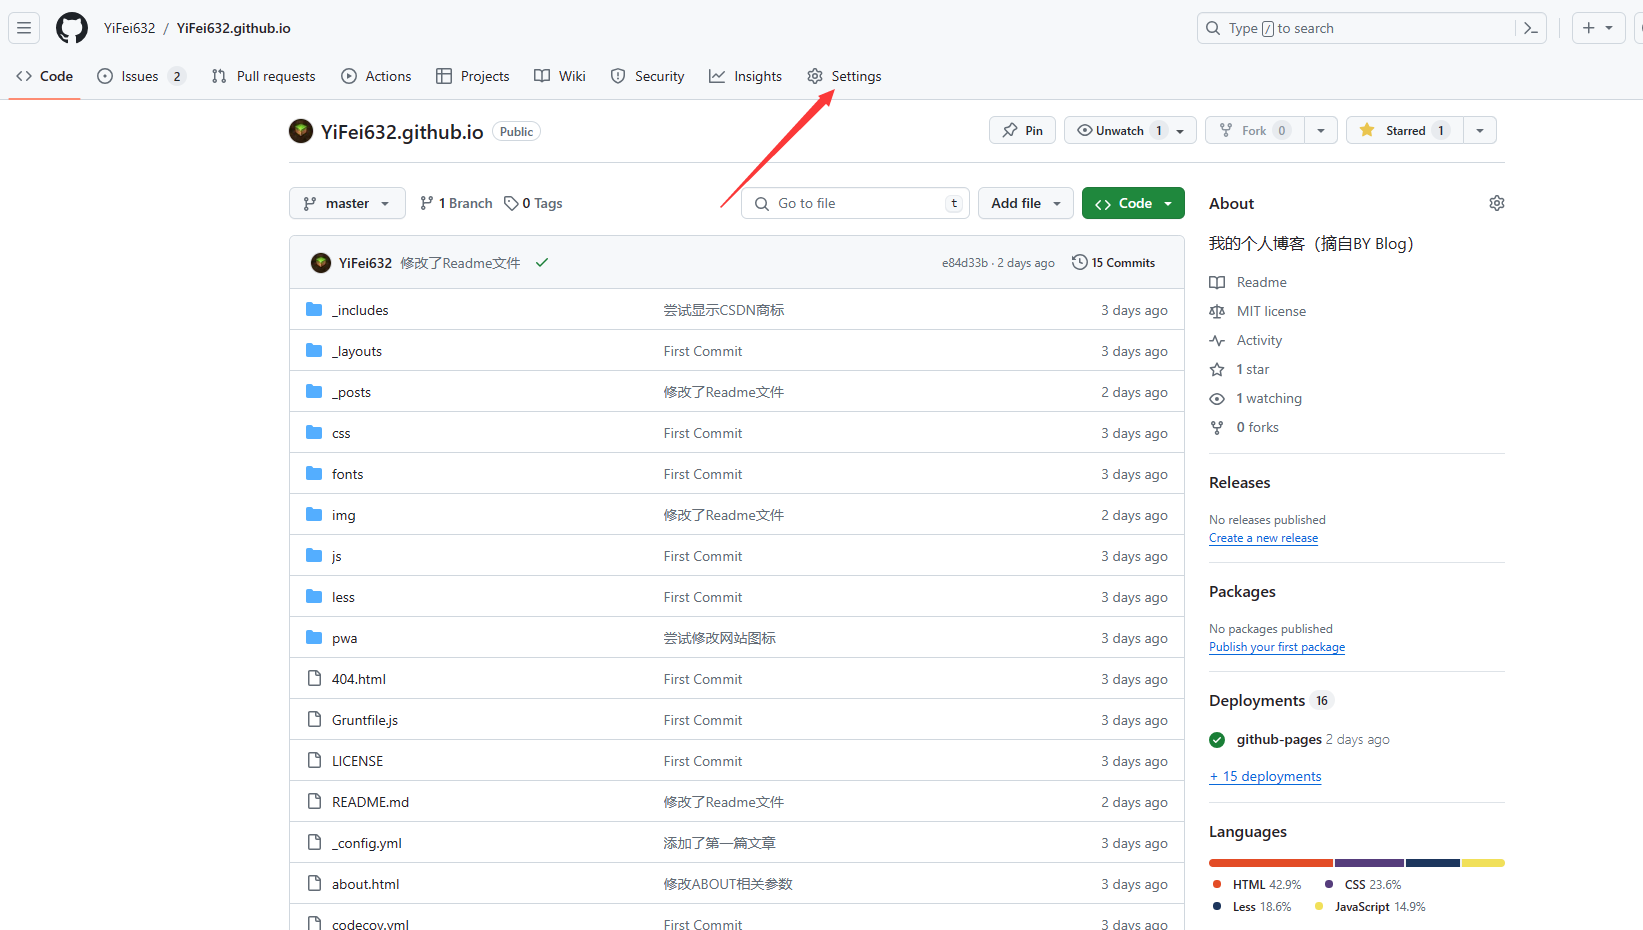 YiFei632 / YiFei632.github.io
Type / to search
Code
Issues 2
Pull requests
Actions
Projects
Wiki
Security
Insights
Settings
YiFei632.github.io Public
Pin
Unwatch 1
Fork 0
Starred 1
master
1 Branch
0 Tags
Go to file t
Add file
Code
YiFei632 修改了Readme文件
e84d33b · 2 days ago
15 Commits
_includes 尝试显示CSDN商标 3 days ago
_layouts First Commit 3 days ago
_posts 修改了Readme文件 2 days ago
css First Commit 3 days ago
fonts First Commit 3 days ago
img 修改了Readme文件 2 days ago
js First Commit 3 days ago
less First Commit 3 days ago
pwa 尝试修改网站图标 3 days ago
404.html First Commit 3 days ago
Gruntfile.js First Commit 3 days ago
LICENSE First Commit 3 days ago
README.md 修改了Readme文件 2 days ago
_config.yml 添加了第一篇文章 3 days ago
about.html 修改ABOUT相关参数 3 days ago
codecov.yml First Commit 3 days ago
About
我的个人博客（摘自BY Blog）
Readme
MIT license
Activity
1 star
1 watching
0 forks
Releases
No releases published
Create a new release
Packages
No packages published
Publish your first package
Deployments 16
github-pages 2 days ago
+ 15 deployments
Languages
HTML 42.9% CSS 23.6%
Less 18.6% JavaScript 14.9%